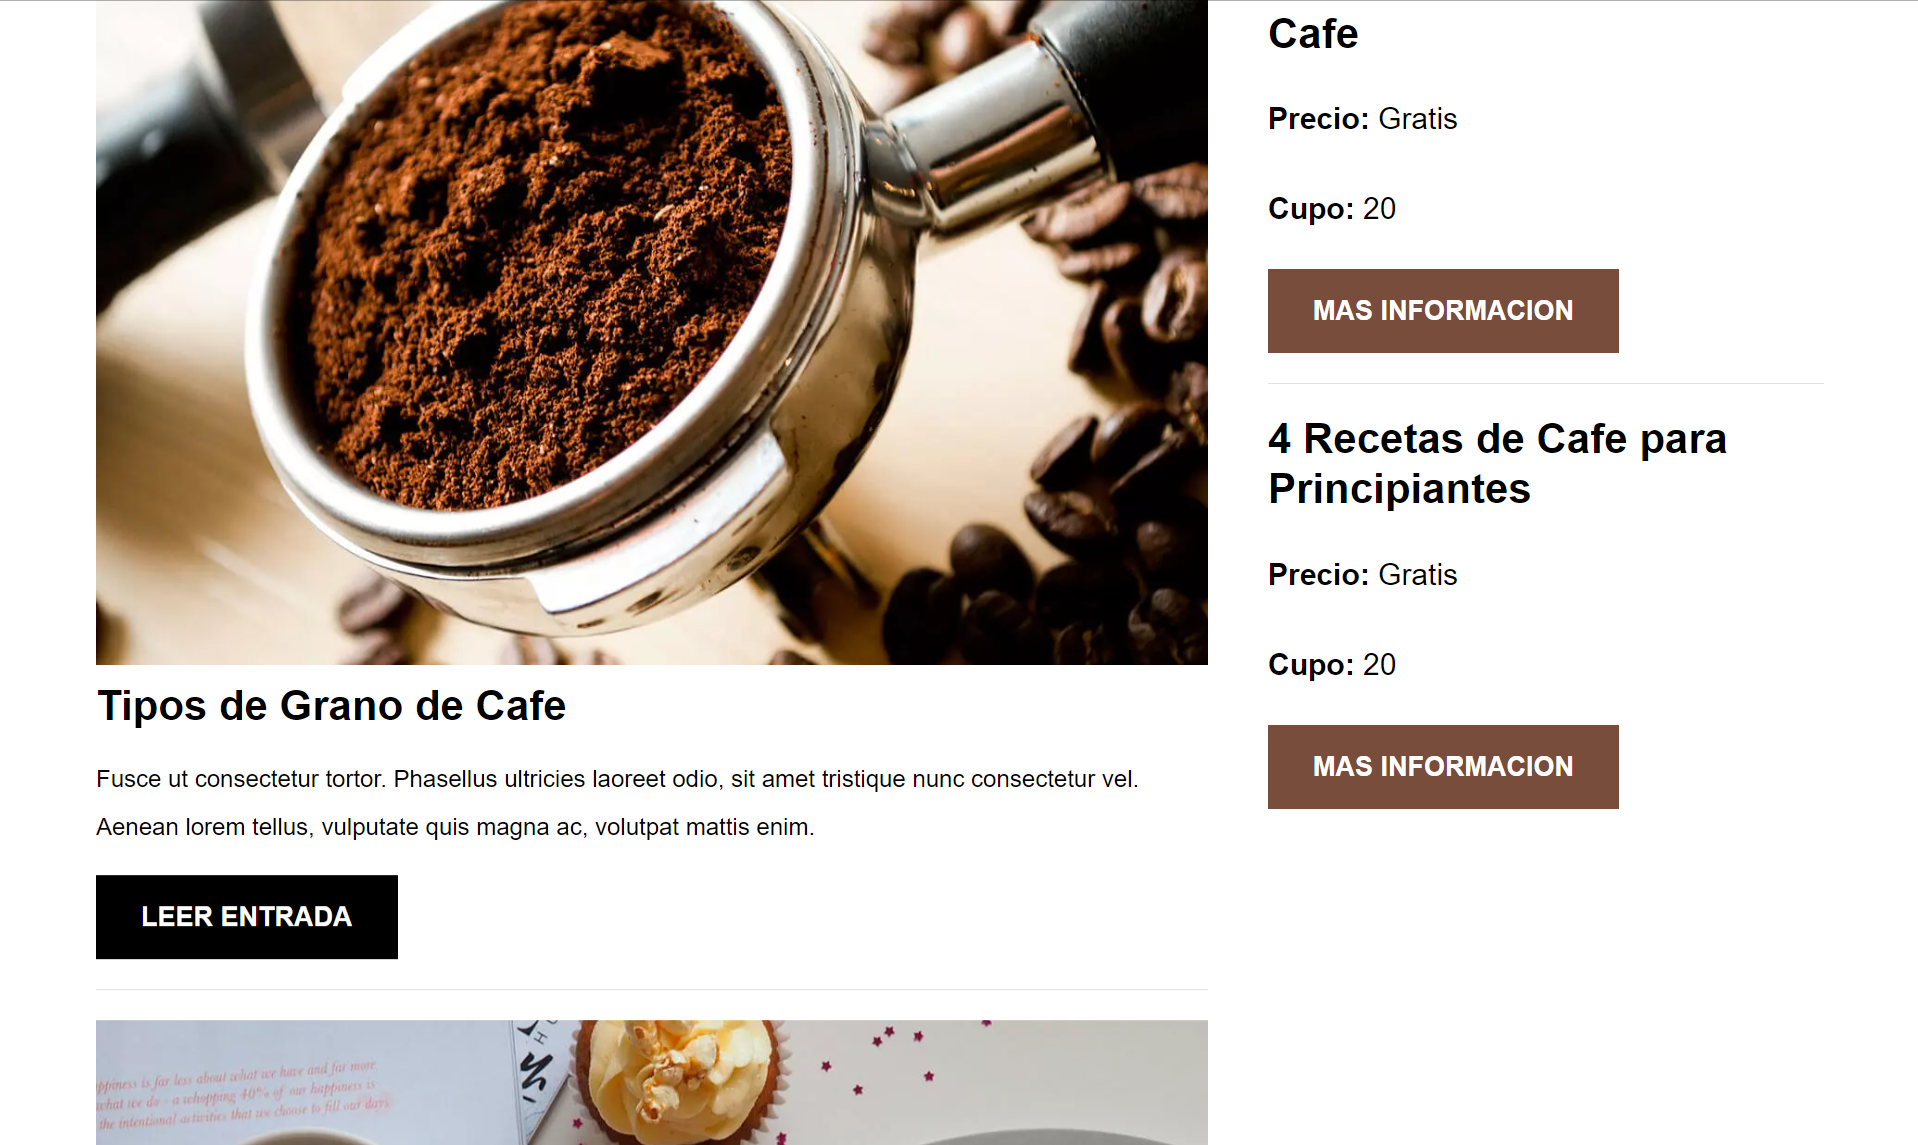 Tipos de Grano de Cafe
Fusce ut consectetur tortor. Phasellus ultricies laoreet odio, sit amet tristique nunc consectetur vel.
Aenean lorem tellus, vulputate quis magna ac, volutpat mattis enim.
LEER ENTRADA
ppiness is far less about what we have and far more
what we do - a whopping 40% of our happiness is
the intentional activities that we choose to fill our days
Cafe
Precio: Gratis
Cupo: 20
MAS INFORMACION
4 Recetas de Cafe para
Principiantes
Precio: Gratis
Cupo: 20
MAS INFORMACION